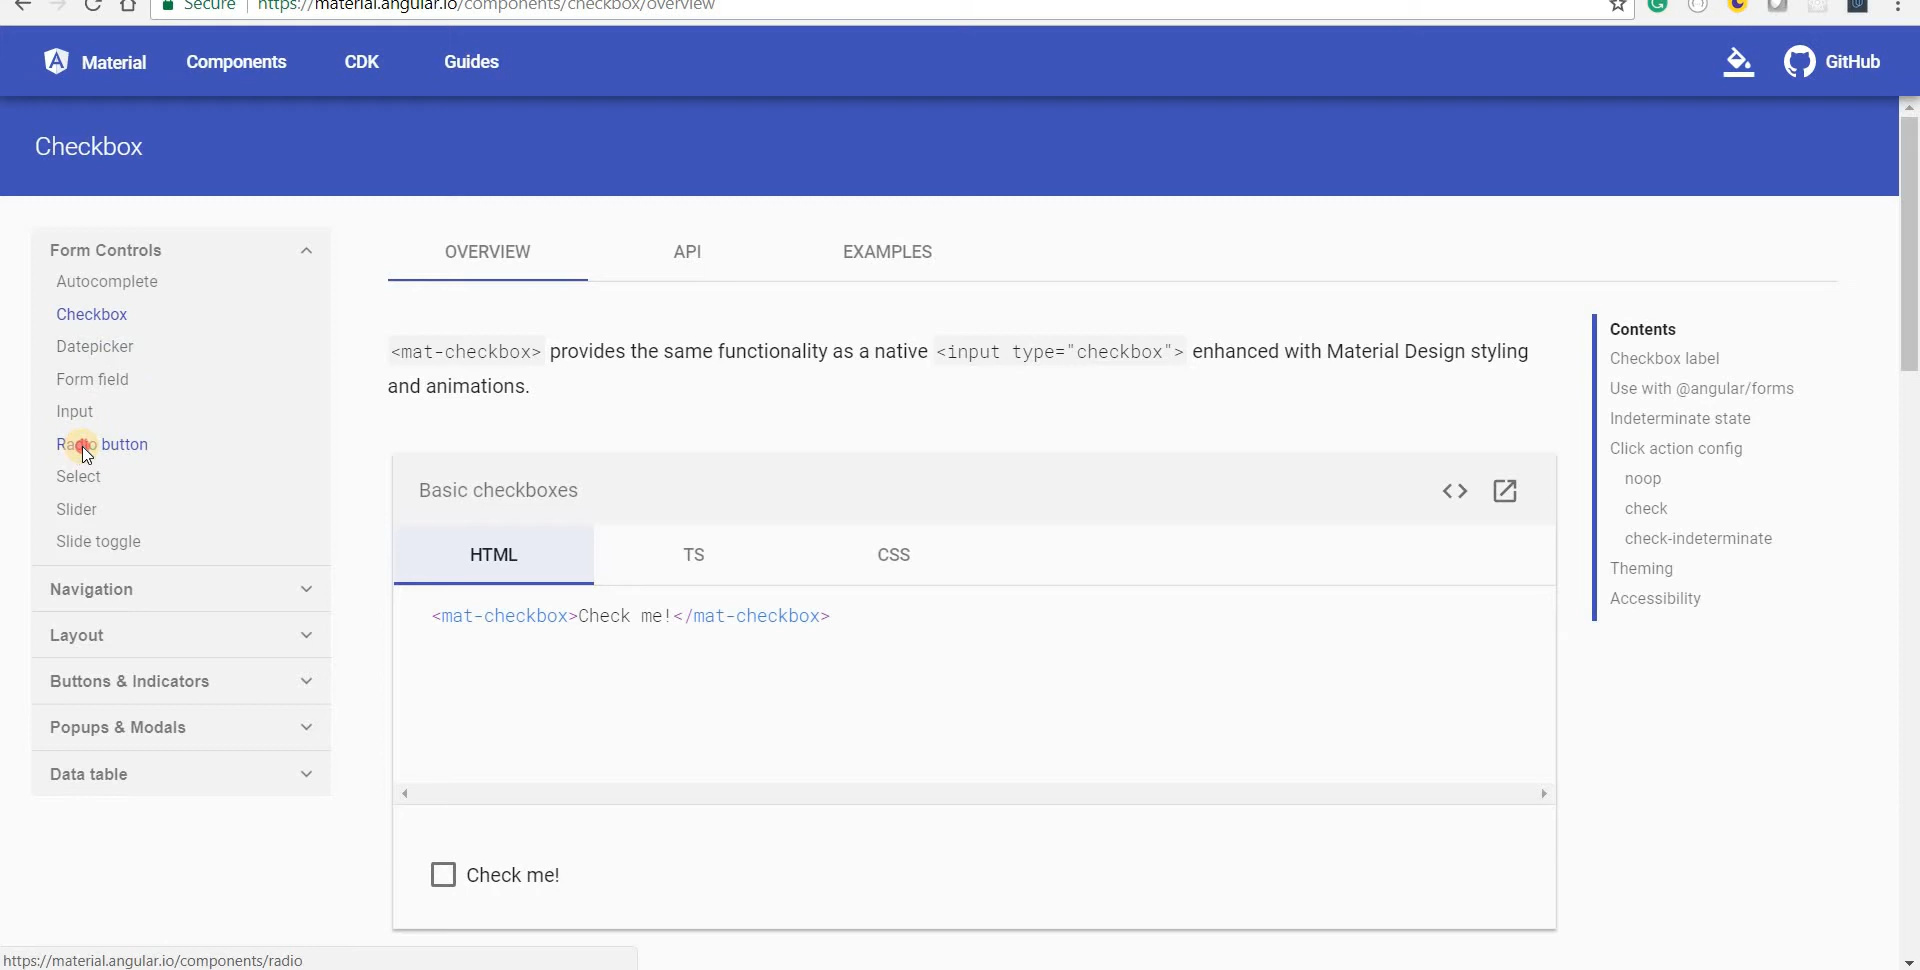 Secure https://material.angular.io/components/checkbox/overview
Material Components CDK Guides GitHub
Checkbox
Form Controls
Autocomplete
Checkbox
Datepicker
Form field
Input
Radio button
Select
Slider
Slide toggle
Navigation
Layout
Buttons & Indicators
Popups & Modals
Data table
OVERVIEW API EXAMPLES
<mat-checkbox> provides the same functionality as a native <input type="checkbox"> enhanced with Material Design styling
and animations.
Basic checkboxes
HTML TS CSS
<mat-checkbox>Check me!</mat-checkbox>
Check me!
Contents
Checkbox label
Use with @angular/forms
Indeterminate state
Click action config
noop
check
check-indeterminate
Theming
Accessibility
https://material.angular.io/components/radio